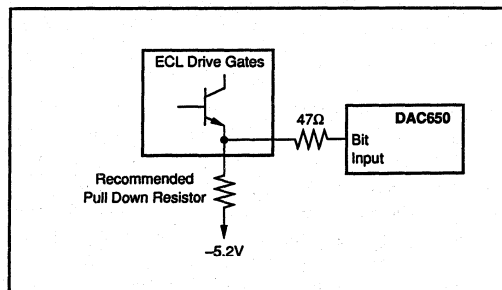 ECL Drive Gates
47Ω
DAC650
Bit
Input
Recommended
Pull Down Resistor
–5.2V